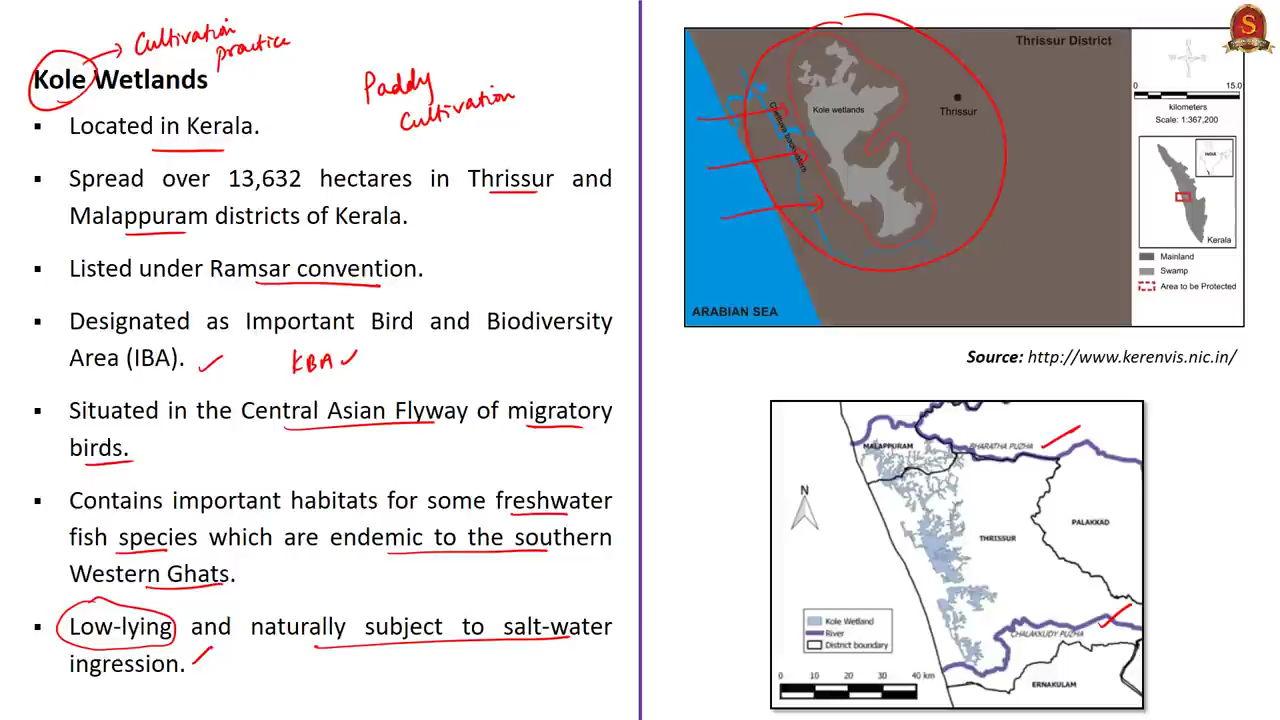 Cultivation
practice
Kole Wetlands
Paddy
Cultivation
▪ Located in Kerala.
▪ Spread over 13,632 hectares in Thrissur and
Malappuram districts of Kerala.
▪ Listed under Ramsar convention.
▪ Designated as Important Bird and Biodiversity
Area (IBA).
KBA
▪ Situated in the Central Asian Flyway of migratory
birds.
▪ Contains important habitats for some freshwater
fish species which are endemic to the southern
Western Ghats.
▪ Low-lying and naturally subject to salt-water
ingression.
Thrissur District
S
Kole wetlands
Thrissur
ARABIAN SEA
0 15.0
kilometers
Scale: 1:367,200
INDIA
Kerala
Mainland
Swamp
Area to be Protected
Source: http://www.kerenvis.nic.in/
MALAPPURAM
BHARATHA PUZHA
N
PALAKKAD
THRISSUR
Kole Wetland
River
District boundary
CHALAKKUDY PUZHA
0 10 20 30 40 km
ERNAKULAM